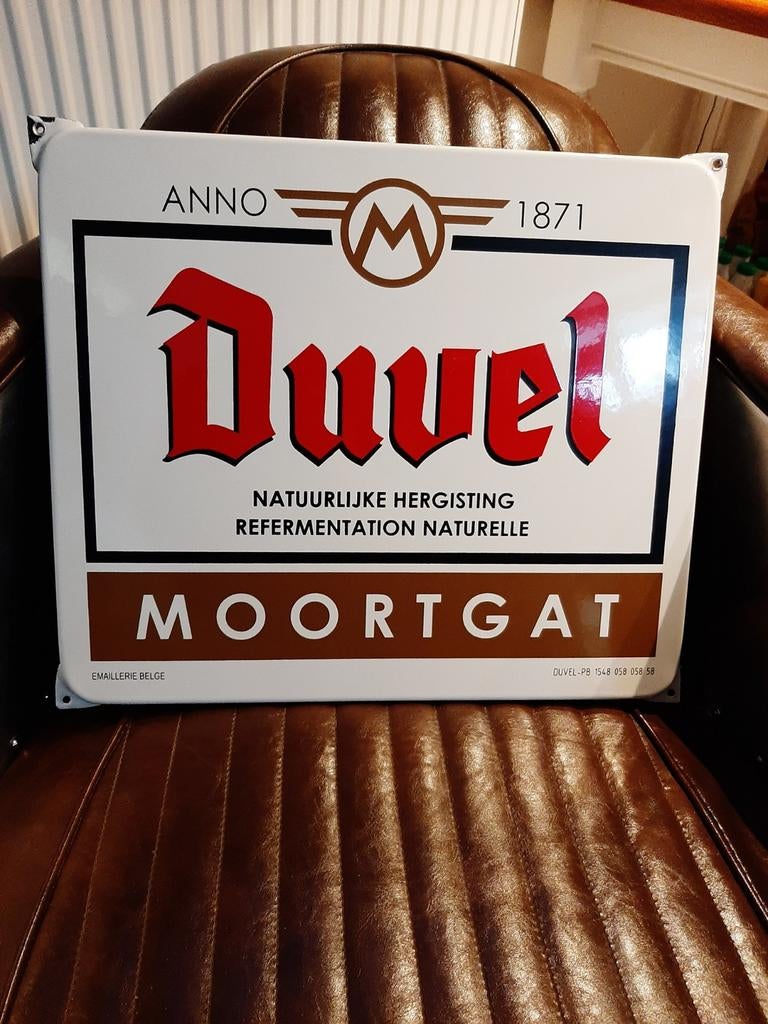 ANNO 1871
M
Duvel
NATUURLIJKE HERGISTING
REFERMENTATION NATURELLE
MOORTGAT
EMAILLERIE BELGE
DUVEL-PB 1548 058 058 58